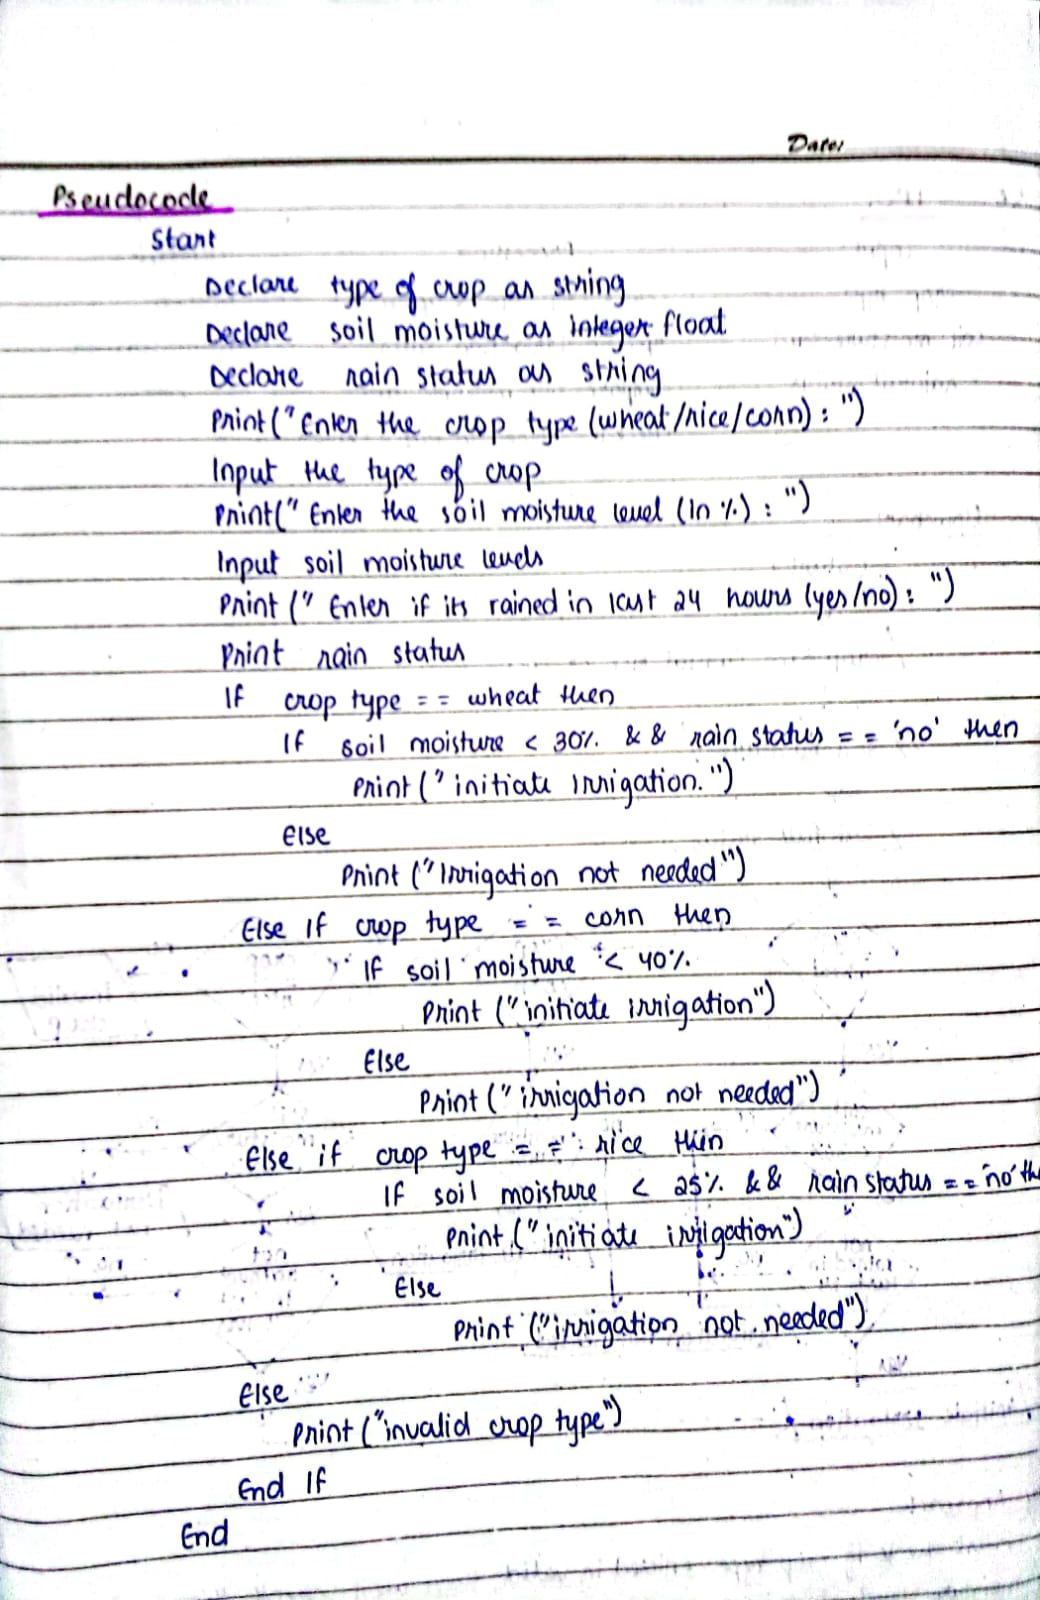 Date:
Pseudocode
Start
Declare type of crop as string
Declare soil moisture as integer float
Declare rain status as string
Print("Enter the crop type (wheat/rice/corn) : ")
Input the type of crop
Print(" Enter the soil moisture level (In %) : ")
Input soil moisture levels
Print (" Enter if its rained in last 24 hours (yes/no) : ")
Print rain status
If crop type == wheat then
If soil moisture < 30% && rain status == 'no' then
Print (" initiate irrigation. ")
Else
Print (" Irrigation not needed ")
Else If crop type == corn then
If soil moisture < 40%
Print (" initiate irrigation")
Else
Print (" irrigation not needed")
Else if crop type == rice then
If soil moisture < 25% && rain status == 'no' the
Print (" initiate irrigation")
Else
Print ("irrigation not needed")
Else
Print ("invalid crop type")
End If
End